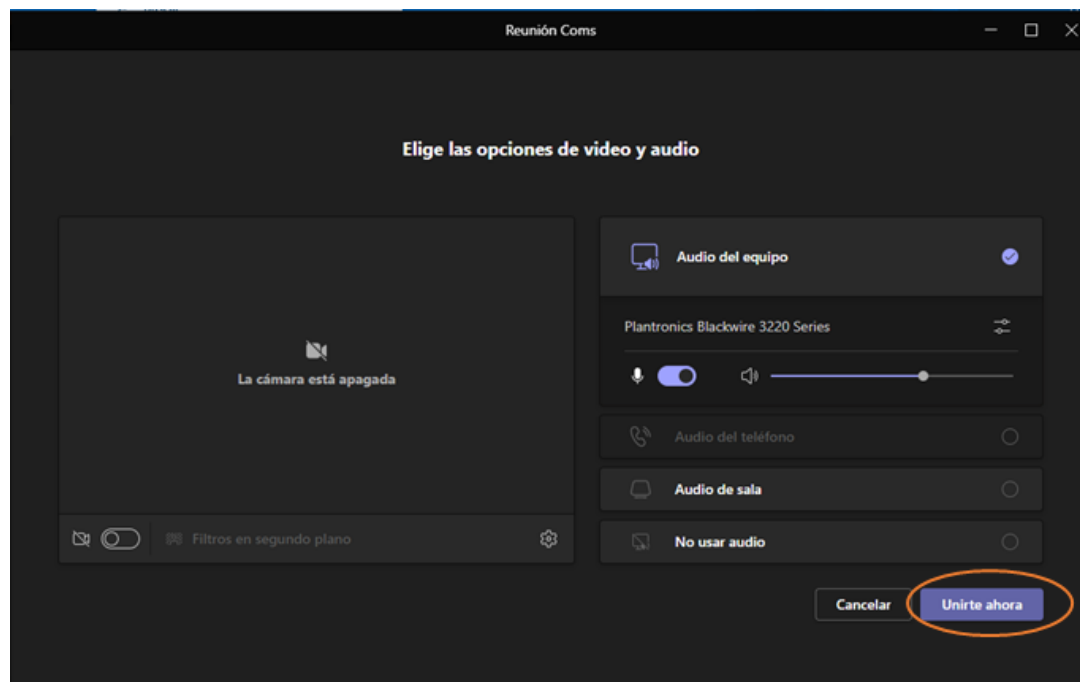 Reunión Coms
Elige las opciones de video y audio
La cámara está apagada
Filtros en segundo plano
Audio del equipo
Plantronics Blackwire 3220 Series
Audio del teléfono
Audio de sala
No usar audio
Cancelar
Unirte ahora